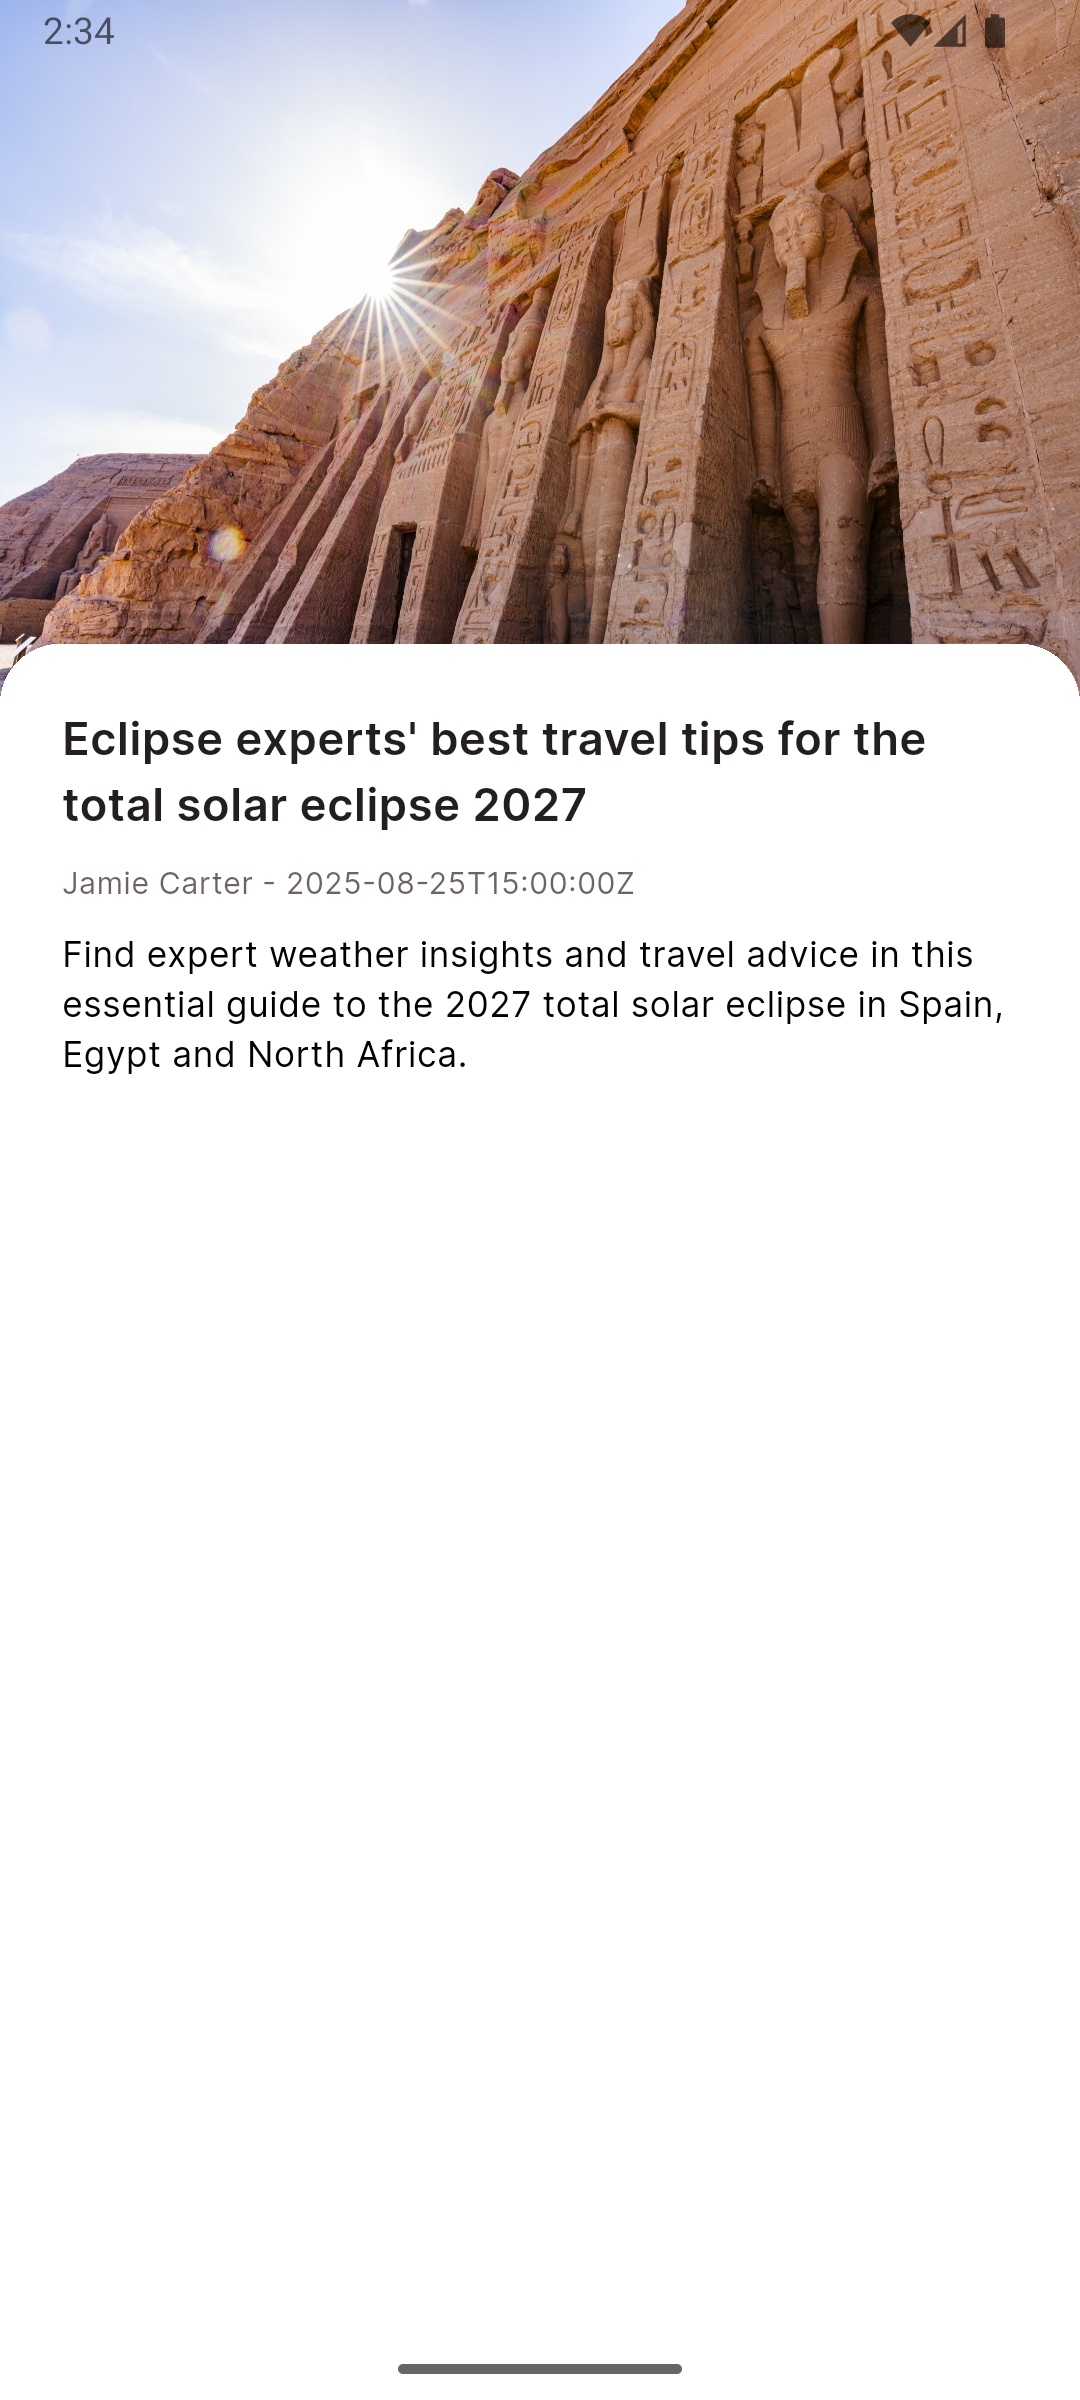 2:34
Eclipse experts' best travel tips for the
total solar eclipse 2027
Jamie Carter - 2025-08-25T15:00:00Z
Find expert weather insights and travel advice in this
essential guide to the 2027 total solar eclipse in Spain,
Egypt and North Africa.